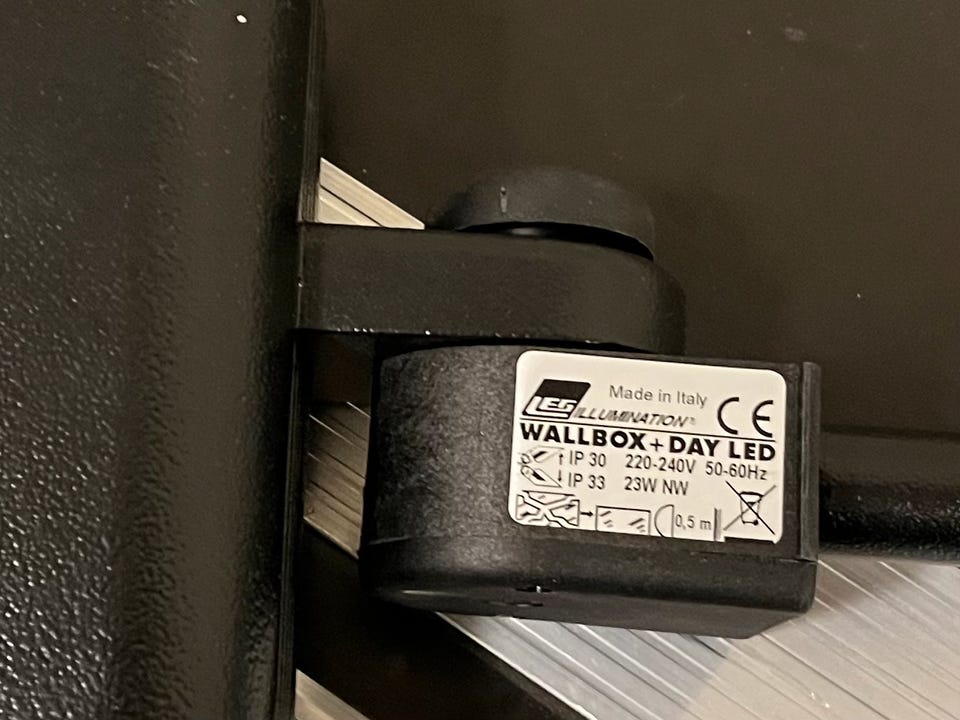 Made in Italy
LEG ILLUMINATION
CE
WALLBOX+DAY LED
IP 30 220-240V 50-60Hz
IP 33 23W NW
0,5 m